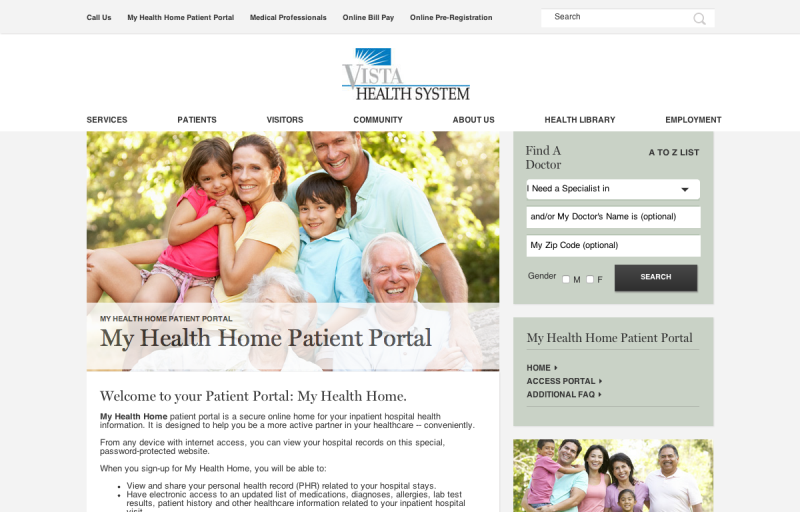 Call Us
My Health Home Patient Portal
Medical Professionals
Online Bill Pay
Online Pre-Registration
Search
VISTA
HEALTH SYSTEM
SERVICES
PATIENTS
VISITORS
COMMUNITY
ABOUT US
HEALTH LIBRARY
EMPLOYMENT
MY HEALTH HOME PATIENT PORTAL
My Health Home Patient Portal
Welcome to your Patient Portal: My Health Home.
My Health Home patient portal is a secure online home for your inpatient hospital health
information. It is designed to help you be a more active partner in your healthcare -- conveniently.
From any device with internet access, you can view your hospital records on this special,
password-protected website.
When you sign-up for My Health Home, you will be able to:
• View and share your personal health record (PHR) related to your hospital stays.
• Have electronic access to an updated list of medications, diagnoses, allergies, lab test
results, patient history and other healthcare information related to your inpatient hospital
visit.
Find A
Doctor
A TO Z LIST
I Need a Specialist in
and/or My Doctor's Name is (optional)
My Zip Code (optional)
Gender M F
SEARCH
My Health Home Patient Portal
HOME
ACCESS PORTAL
ADDITIONAL FAQ